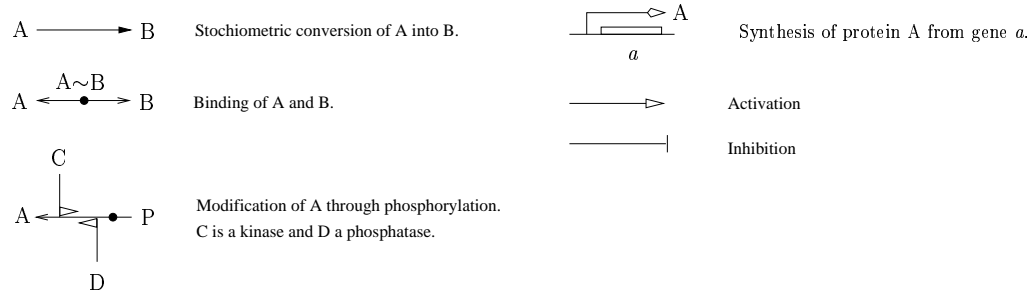 A B Stochiometric conversion of A into B.
A∼B
A B Binding of A and B.
C
A P Modification of A through phosphorylation.
C is a kinase and D a phosphatase.
D
A
Synthesis of protein A from gene a.
a
Activation
Inhibition